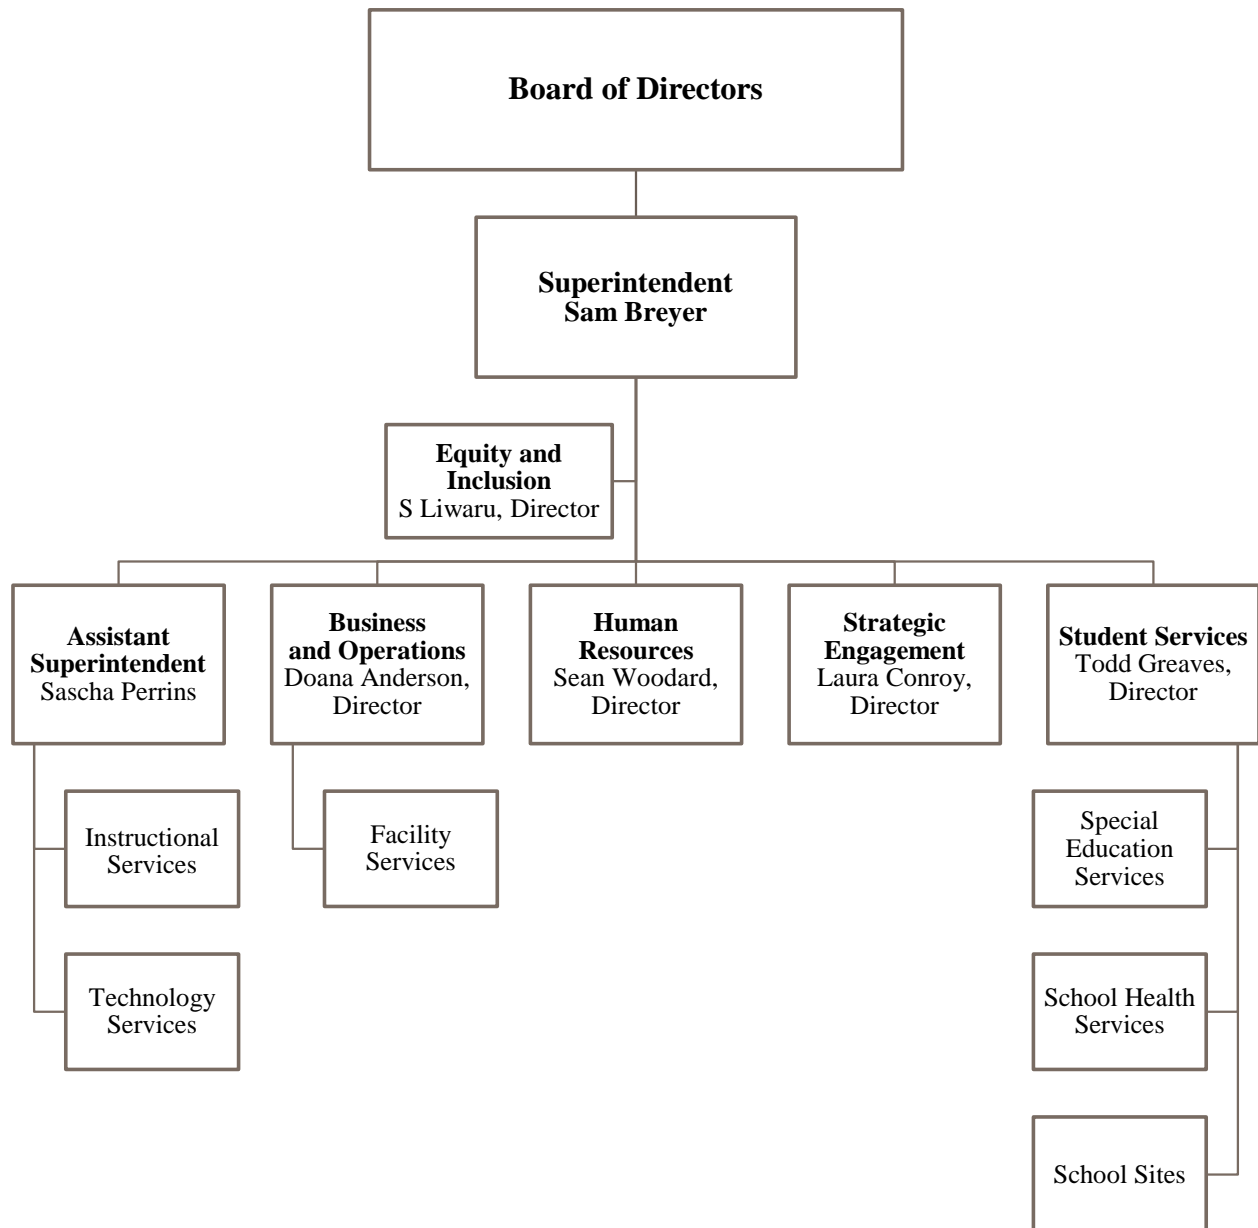 Board of Directors
Superintendent
Sam Breyer
Equity and
Inclusion
S Liwaru, Director
Assistant
Superintendent
Sascha Perrins
Business
and Operations
Doana Anderson,
Director
Human
Resources
Sean Woodard,
Director
Strategic
Engagement
Laura Conroy,
Director
Student Services
Todd Greaves,
Director
Instructional
Services
Facility
Services
Special
Education
Services
Technology
Services
School Health
Services
School Sites